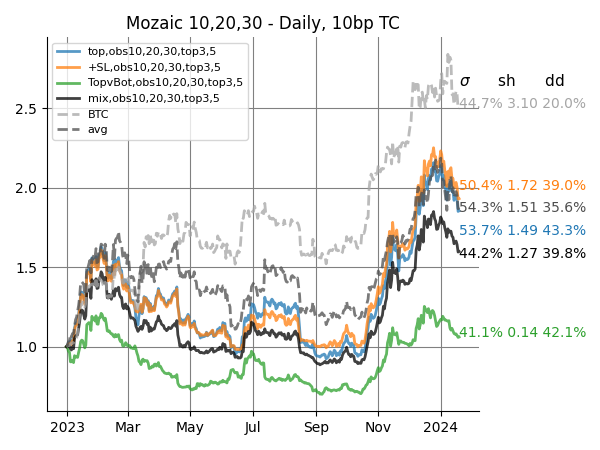 Mozaic 10,20,30 - Daily, 10bp TC
top,obs10,20,30,top3,5
+SL,obs10,20,30,top3,5
TopvBot,obs10,20,30,top3,5
mix,obs10,20,30,top3,5
BTC
avg
σ sh dd
44.7% 3.10 20.0%
50.4% 1.72 39.0%
54.3% 1.51 35.6%
53.7% 1.49 43.3%
44.2% 1.27 39.8%
41.1% 0.14 42.1%
2.5
2.0
1.5
1.0
2023 Mar May Jul Sep Nov 2024